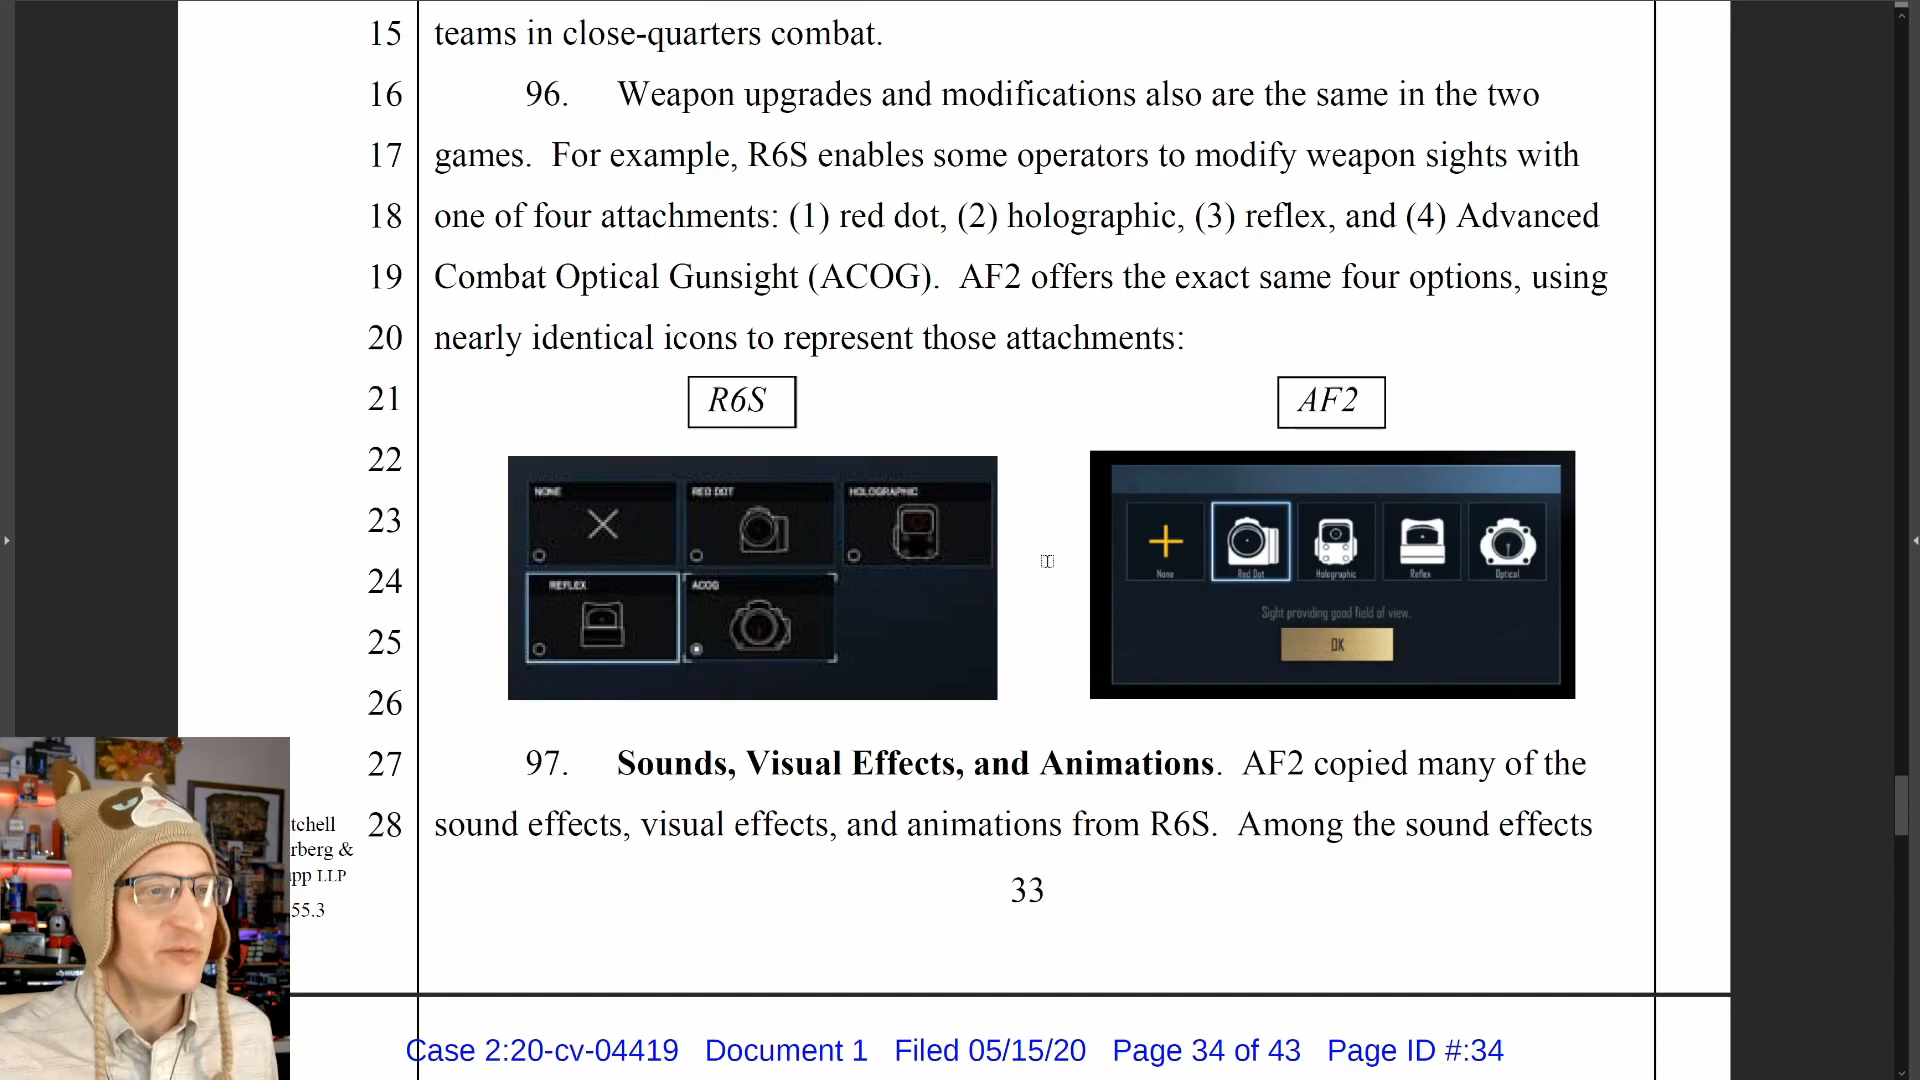 15 teams in close-quarters combat.
16 96. Weapon upgrades and modifications also are the same in the two
17 games. For example, R6S enables some operators to modify weapon sights with
18 one of four attachments: (1) red dot, (2) holographic, (3) reflex, and (4) Advanced
19 Combat Optical Gunsight (ACOG). AF2 offers the exact same four options, using
20 nearly identical icons to represent those attachments:
21 R6S AF2
22
NONE RED DOT HOLOGRAPHIC
23
None Red Dot Holographic Reflex Optical
24
REFLEX ACOG
Sight providing good field of view.
25 OK
26
27 97. Sounds, Visual Effects, and Animations. AF2 copied many of the
28 sound effects, visual effects, and animations from R6S. Among the sound effects
tchell
rberg &
pp LLP
55.3
33
Case 2:20-cv-04419 Document 1 Filed 05/15/20 Page 34 of 43 Page ID #:34